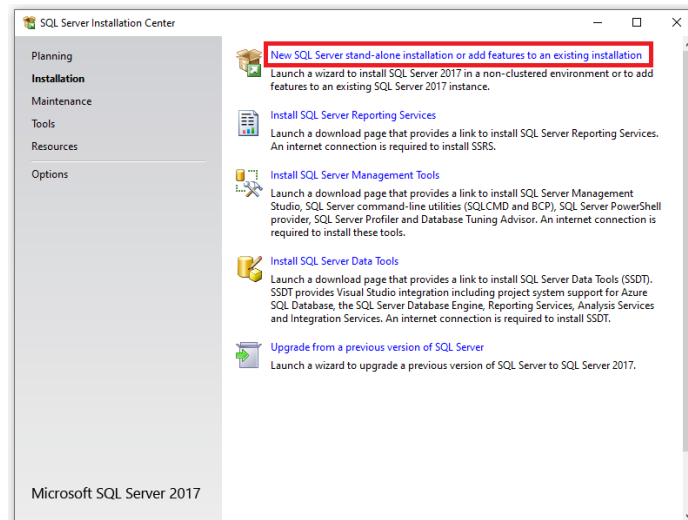 SQL Server Installation Center
Planning
Installation
Maintenance
Tools
Resources
Options
New SQL Server stand-alone installation or add features to an existing installation
Launch a wizard to install SQL Server 2017 in a non-clustered environment or to add
features to an existing SQL Server 2017 instance.
Install SQL Server Reporting Services
Launch a download page that provides a link to install SQL Server Reporting Services.
An internet connection is required to install SSRS.
Install SQL Server Management Tools
Launch a download page that provides a link to install SQL Server Management
Studio, SQL Server command-line utilities (SQLCMD and BCP), SQL Server PowerShell
provider, SQL Server Profiler and Database Tuning Advisor. An internet connection is
required to install these tools.
Install SQL Server Data Tools
Launch a download page that provides a link to install SQL Server Data Tools (SSDT).
SSDT provides Visual Studio integration including project system support for Azure
SQL Database, the SQL Server Database Engine, Reporting Services, Analysis Services
and Integration Services. An internet connection is required to install SSDT.
Upgrade from a previous version of SQL Server
Launch a wizard to upgrade a previous version of SQL Server to SQL Server 2017.
Microsoft SQL Server 2017